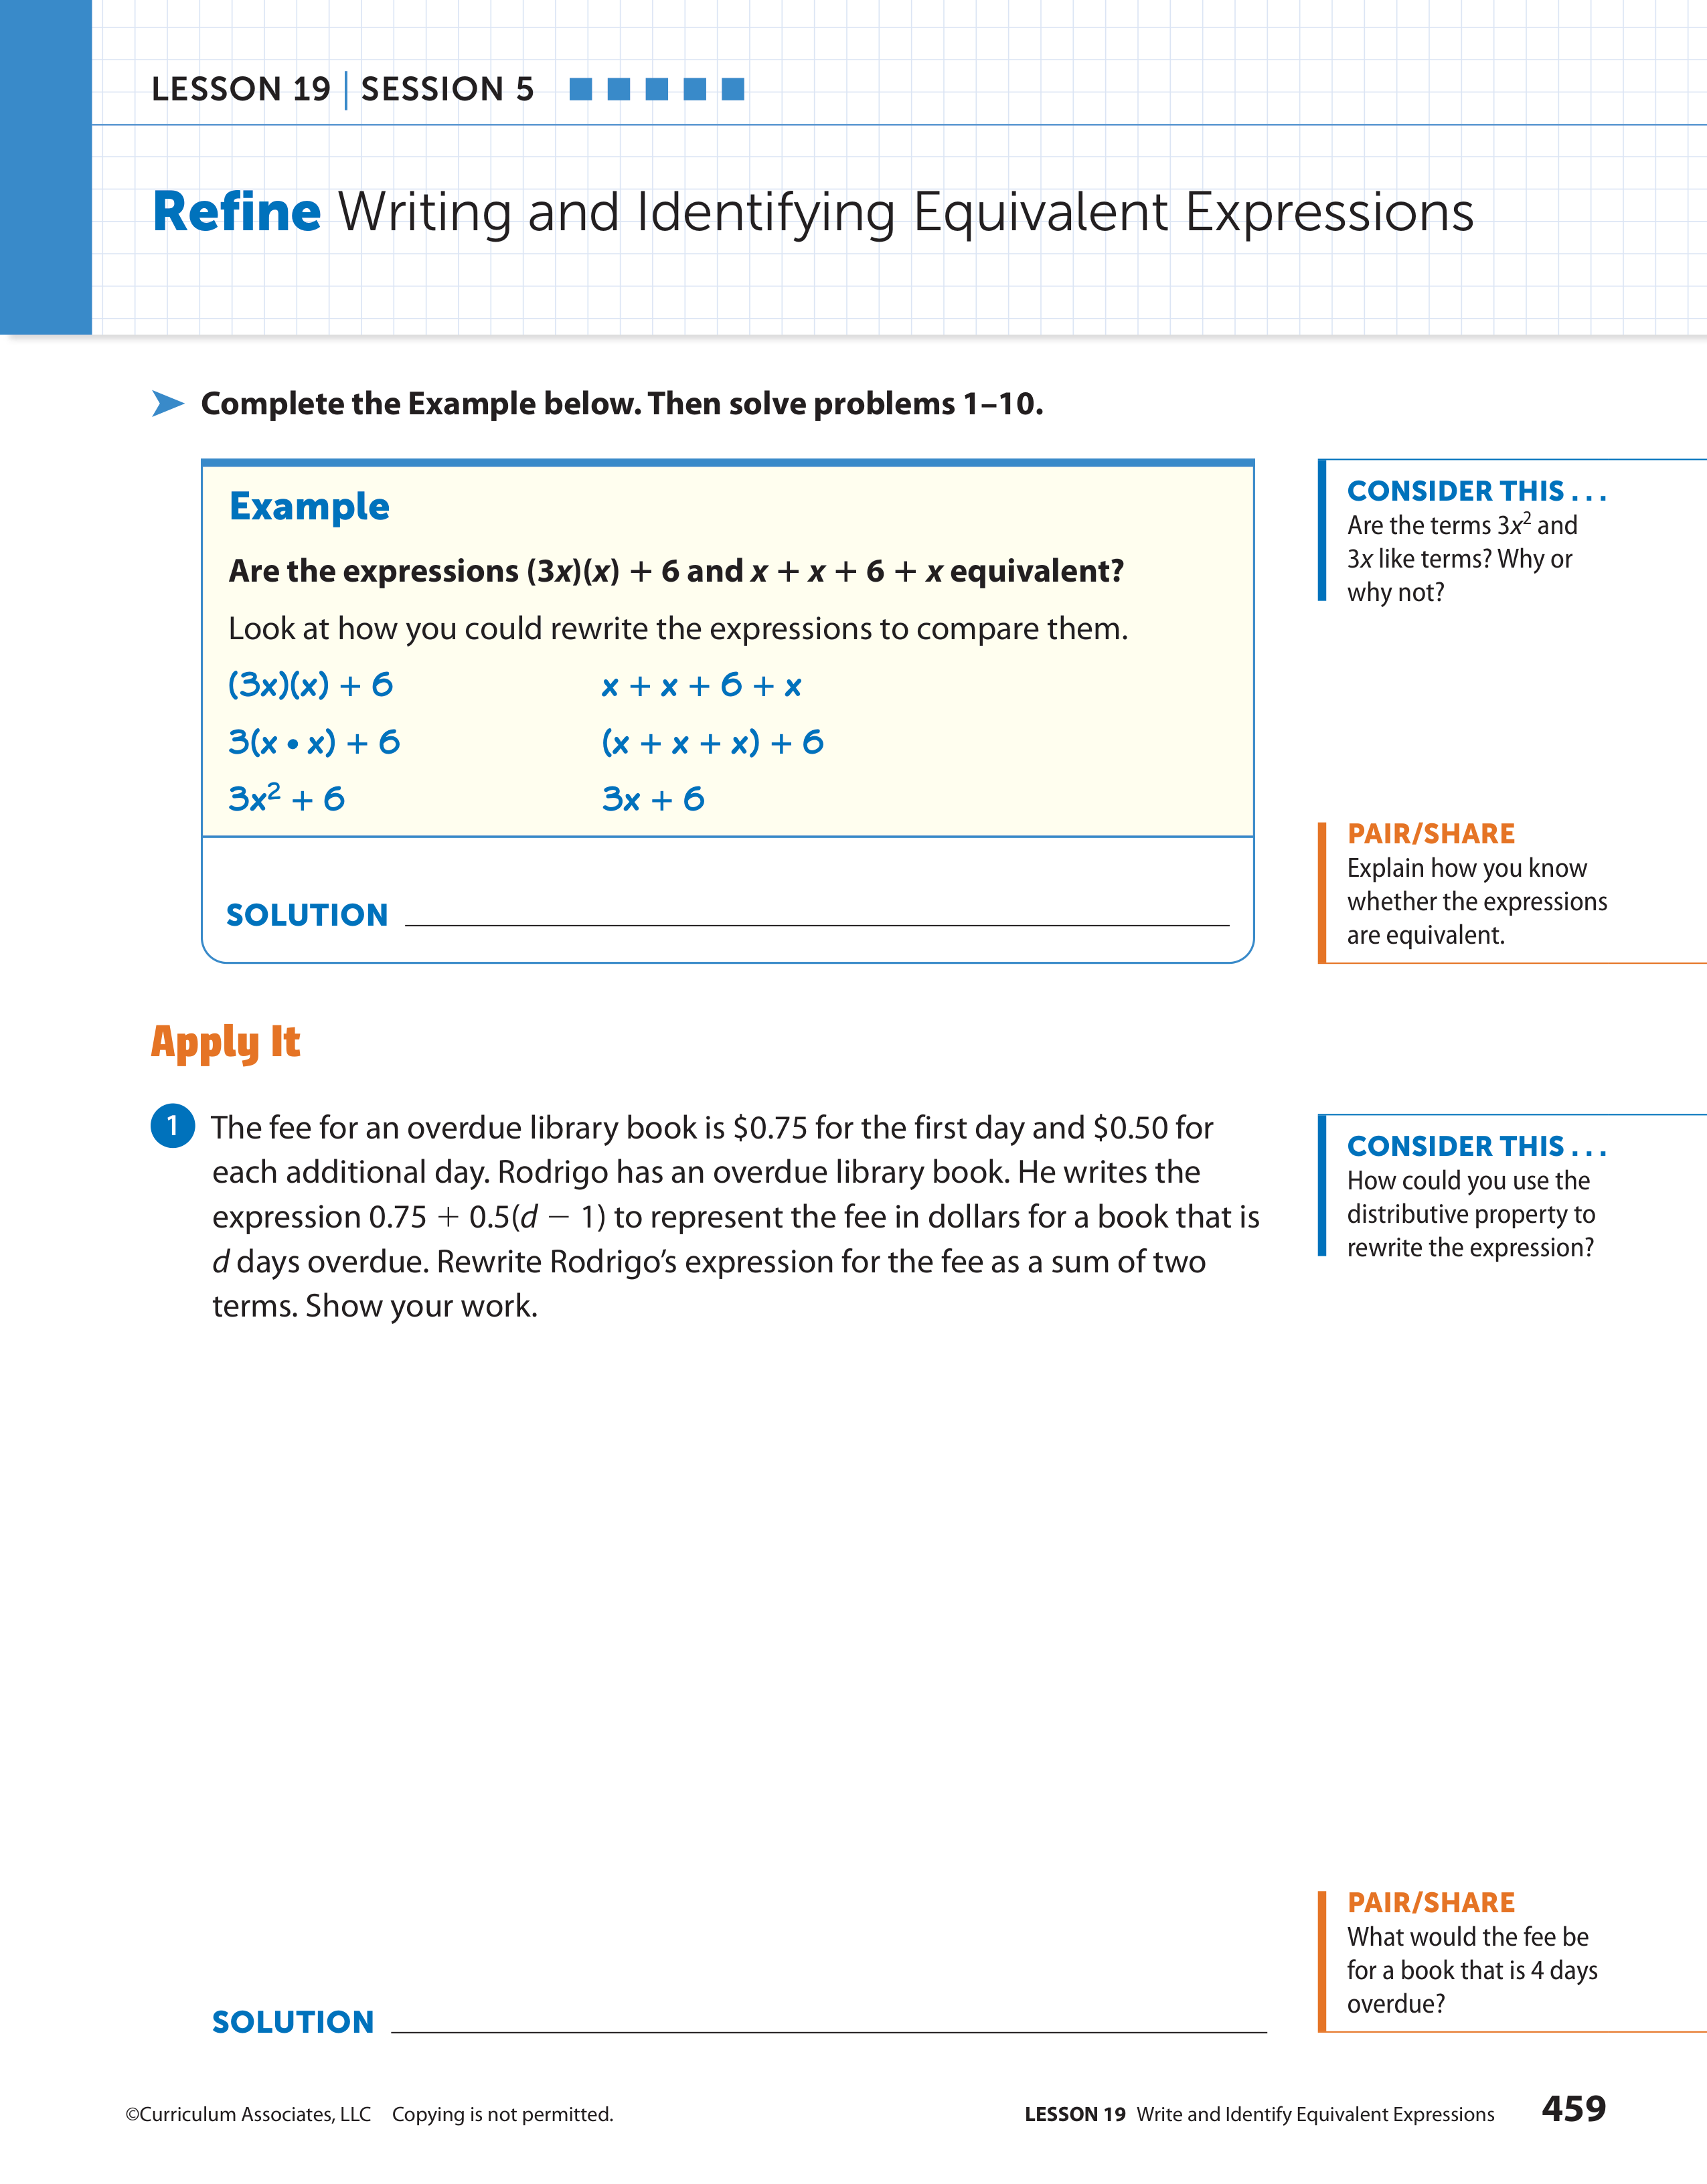 LESSON 19 | SESSION 5
Refine Writing and Identifying Equivalent Expressions
Complete the Example below. Then solve problems 1–10.
Example
Are the expressions (3x)(x) + 6 and x + x + 6 + x equivalent?
Look at how you could rewrite the expressions to compare them.
(3x)(x) + 6 x + x + 6 + x
3(x • x) + 6 (x + x + x) + 6
3x² + 6 3x + 6
SOLUTION
CONSIDER THIS . . .
Are the terms 3x² and
3x like terms? Why or
why not?
PAIR/SHARE
Explain how you know
whether the expressions
are equivalent.
Apply It
1 The fee for an overdue library book is $0.75 for the first day and $0.50 for
each additional day. Rodrigo has an overdue library book. He writes the
expression 0.75 + 0.5(d − 1) to represent the fee in dollars for a book that is
d days overdue. Rewrite Rodrigo’s expression for the fee as a sum of two
terms. Show your work.
CONSIDER THIS . . .
How could you use the
distributive property to
rewrite the expression?
PAIR/SHARE
What would the fee be
for a book that is 4 days
overdue?
SOLUTION
©Curriculum Associates, LLC Copying is not permitted.
LESSON 19 Write and Identify Equivalent Expressions 459